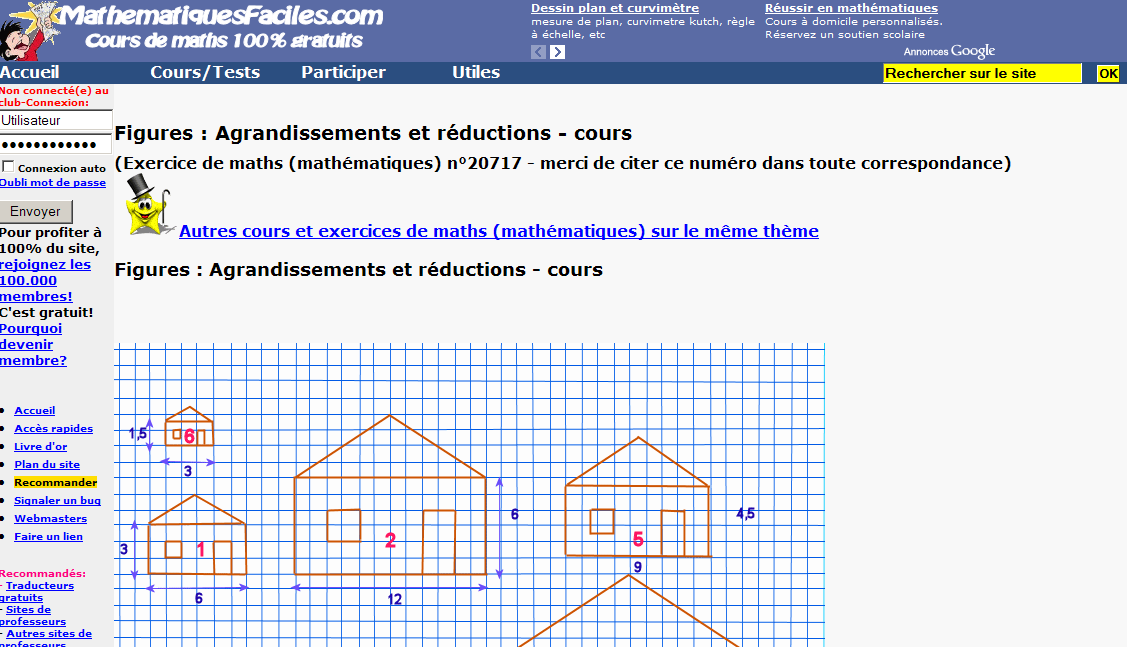 MathematiquesFaciles.com
Cours de maths 100% gratuits
Dessin plan et curvimètre
mesure de plan, curvimetre kutch, règle
à échelle, etc
Réussir en mathématiques
Cours à domicile personnalisés.
Réservez un soutien scolaire
Annonces Google
Accueil Cours/Tests Participer Utiles
Rechercher sur le site OK
Non connecté(e) au
club-Connexion:
Utilisateur
Connexion auto
Oubli mot de passe
Envoyer
Pour profiter à
100% du site,
rejoignez les
100.000
membres!
C'est gratuit!
Pourquoi
devenir
membre?
Accueil
Accès rapides
Livre d'or
Plan du site
Recommander
Signaler un bug
Webmasters
Faire un lien
Recommandés:
- Traducteurs
gratuits
- Sites de
professeurs
- Autres sites de
professeurs
Figures : Agrandissements et réductions - cours
(Exercice de maths (mathématiques) n°20717 - merci de citer ce numéro dans toute correspondance)
Autres cours et exercices de maths (mathématiques) sur le même thème
Figures : Agrandissements et réductions - cours
1,5
6
3
3
1
6
2
6
12
5
4,5
9